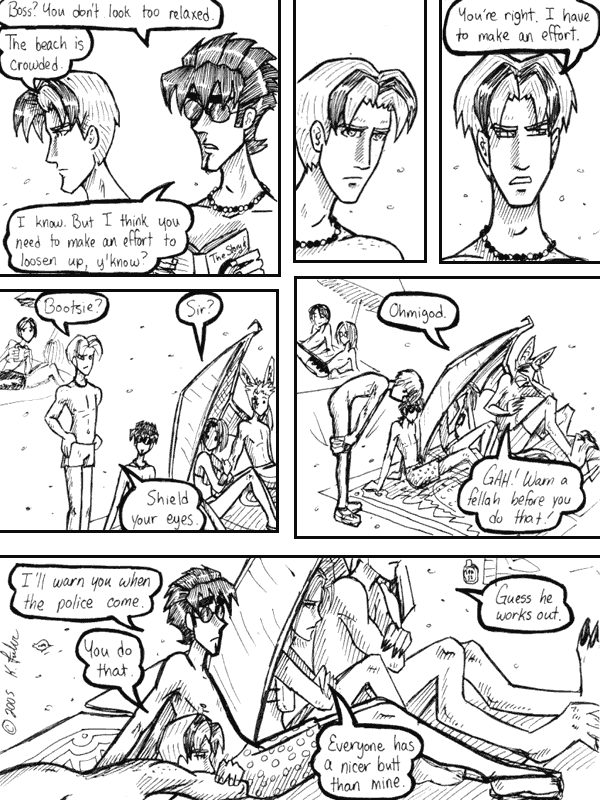 Boss? You don't look too relaxed.
The beach is
crowded.
I know. But I think you
need to make an effort to
loosen up, y'know?
The Story of
You're right. I have
to make an effort.
Bootsie?
Sir?
Shield
your eyes.
Ohmigod.
GAH! Warn a
fellah before you
do that!
I'll warn you when
the police come.
You do
that.
Guess he
works out.
Everyone has
a nicer butt
than mine.
© 2005 K.